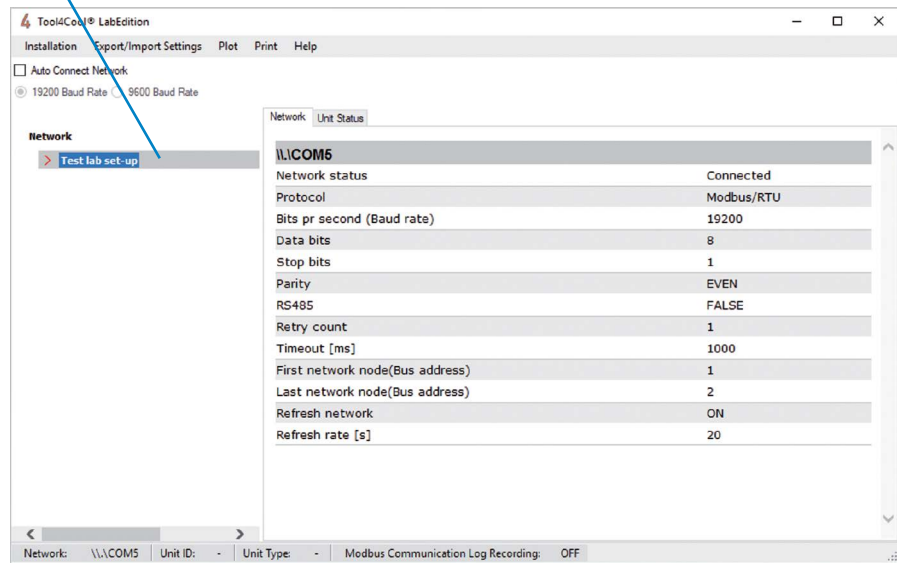 Tool4Cool® LabEdition
Installation Export/Import Settings Plot Print Help
Auto Connect Network
19200 Baud Rate 9600 Baud Rate
Network Unit Status
Network
Test lab set-up
\\.\COM5
Network status Connected
Protocol Modbus/RTU
Bits pr second (Baud rate) 19200
Data bits 8
Stop bits 1
Parity EVEN
RS485 FALSE
Retry count 1
Timeout [ms] 1000
First network node(Bus address) 1
Last network node(Bus address) 2
Refresh network ON
Refresh rate [s] 20
Network: \\.\COM5 Unit ID: - Unit Type: - Modbus Communication Log Recording: OFF